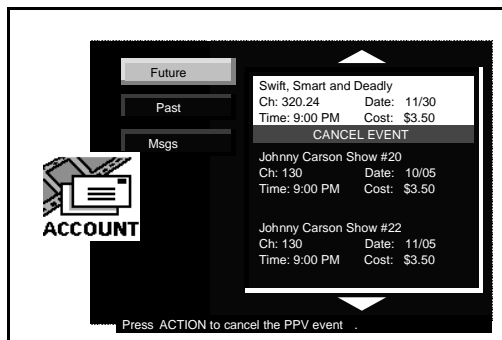 Future
Past
Msgs
ACCOUNT
Swift, Smart and Deadly
Ch: 320.24 Date: 11/30
Time: 9:00 PM Cost: $3.50
CANCEL EVENT
Johnny Carson Show #20
Ch: 130 Date: 10/05
Time: 9:00 PM Cost: $3.50
Johnny Carson Show #22
Ch: 130 Date: 11/05
Time: 9:00 PM Cost: $3.50
Press ACTION to cancel the PPV event .